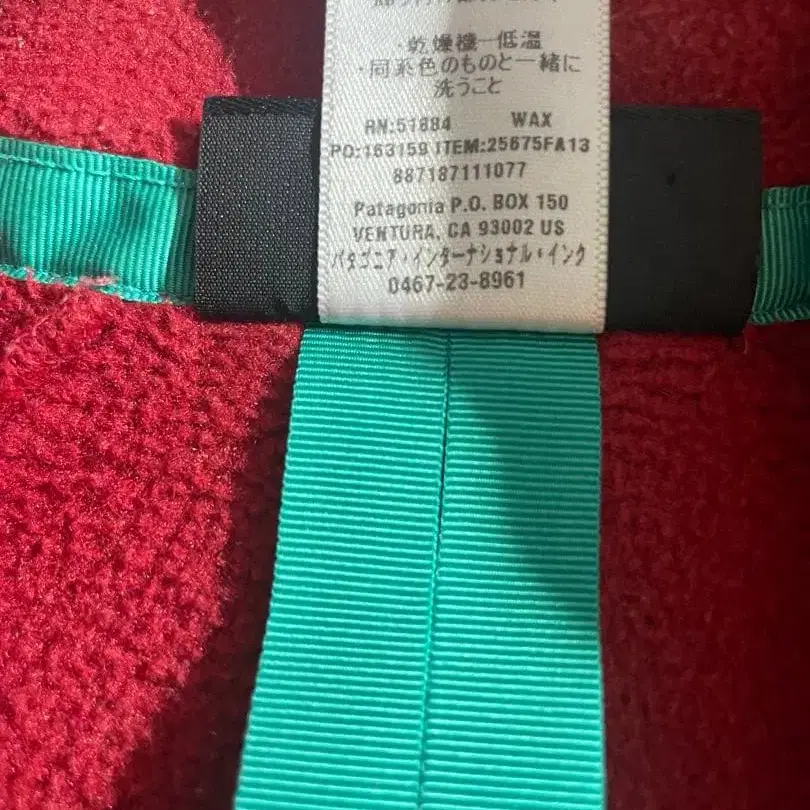 ・乾燥機一低温
・同系色のものと一緒に
洗うこと
RN:51884 WAX
PO:163159 ITEM:25675FA13
887187111077
Patagonia P.O. BOX 150
VENTURA, CA 93002 US
パタゴニア・インターナショナル・インク
0467-23-8961